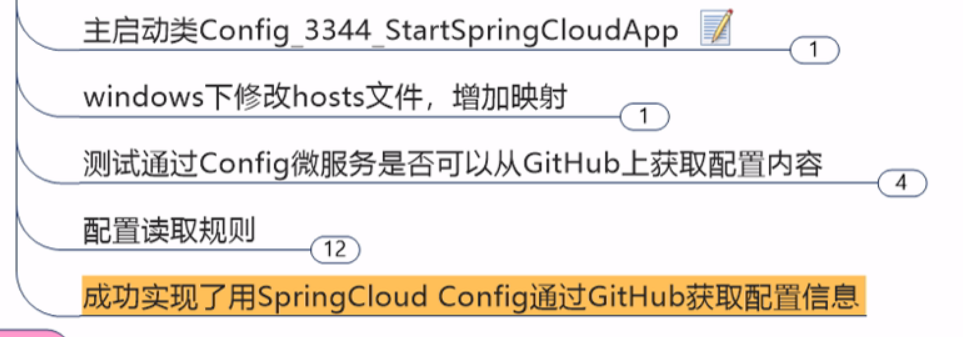 主启动类Config_3344_StartSpringCloudApp
1
windows下修改hosts文件，增加映射
1
测试通过Config微服务是否可以从GitHub上获取配置内容
4
配置读取规则
12
成功实现了用SpringCloud Config通过GitHub获取配置信息